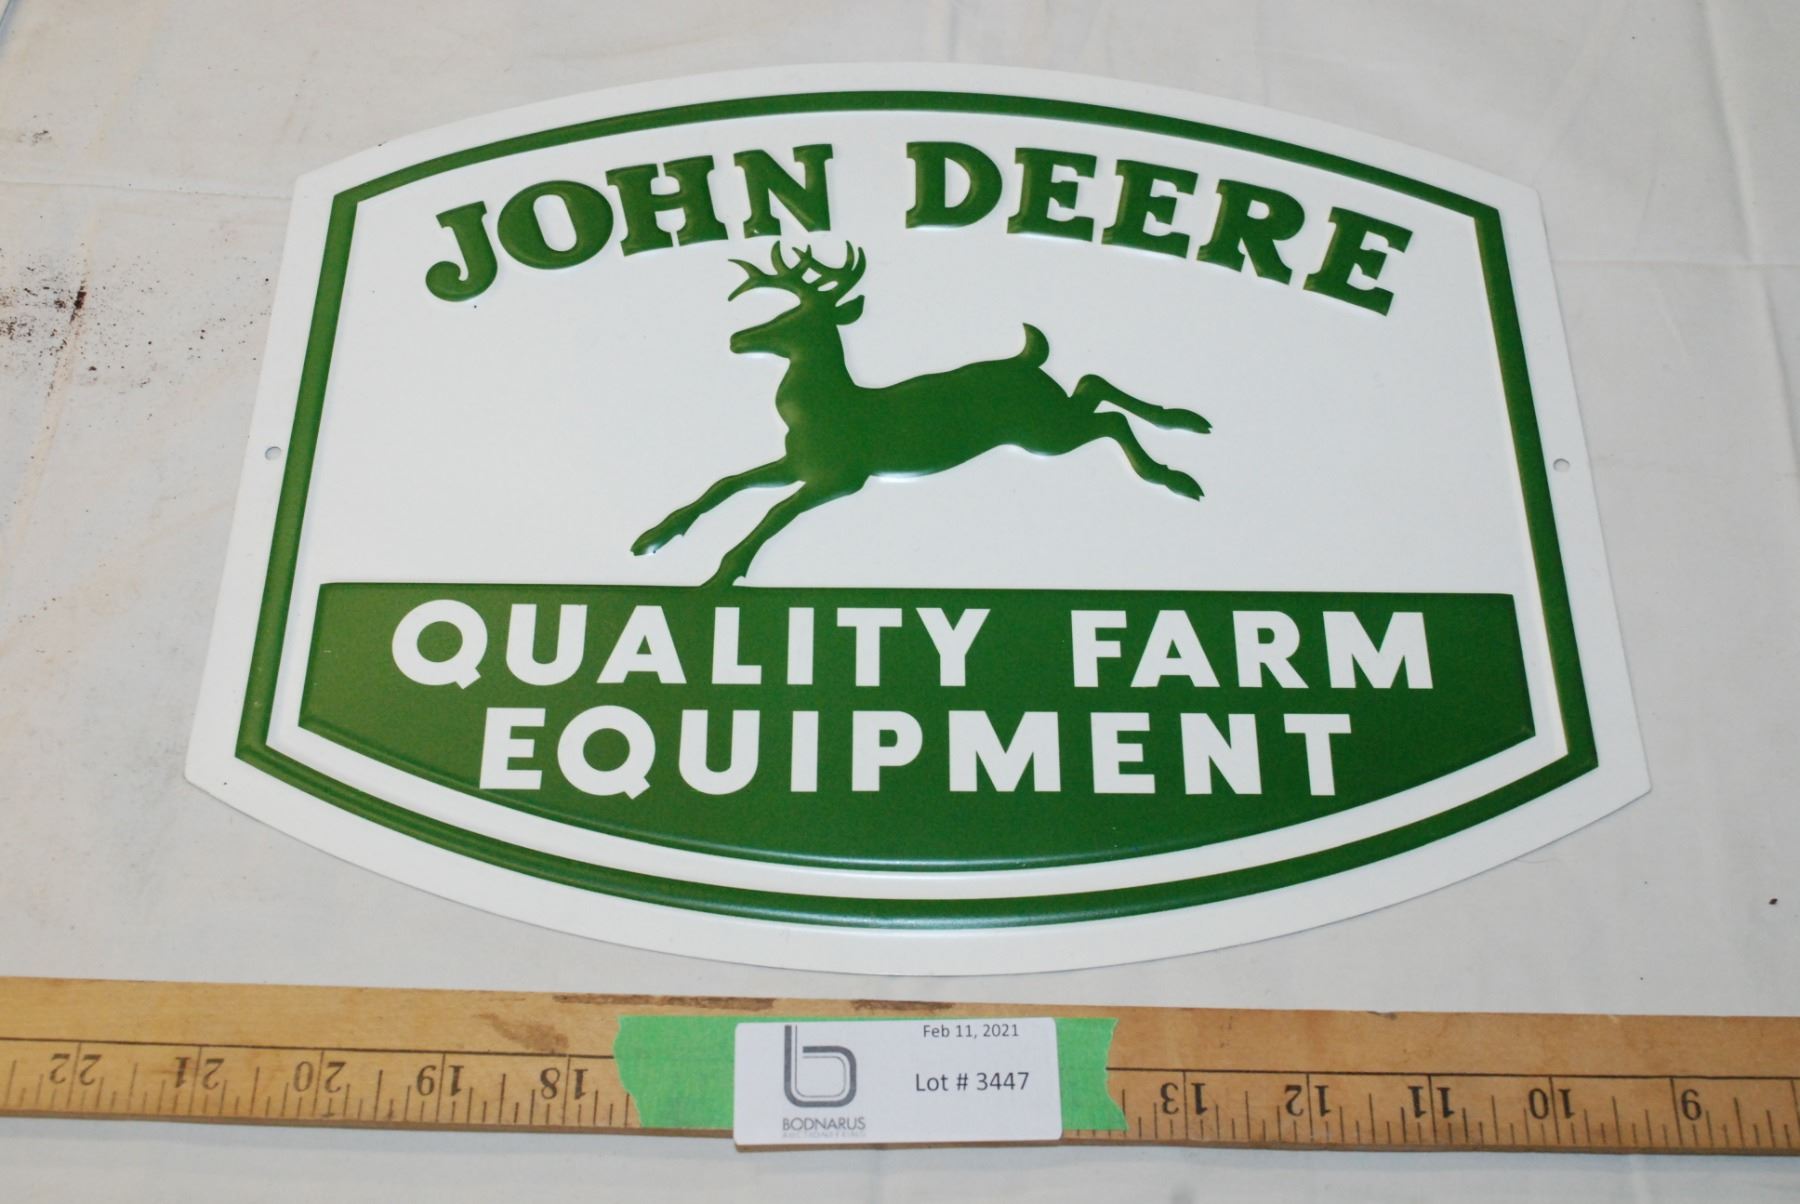 JOHN DEERE
QUALITY FARM
EQUIPMENT
Feb 11, 2021
Lot # 3447
BODNARUS
22 21 20 19 18 13 12 11 10 9